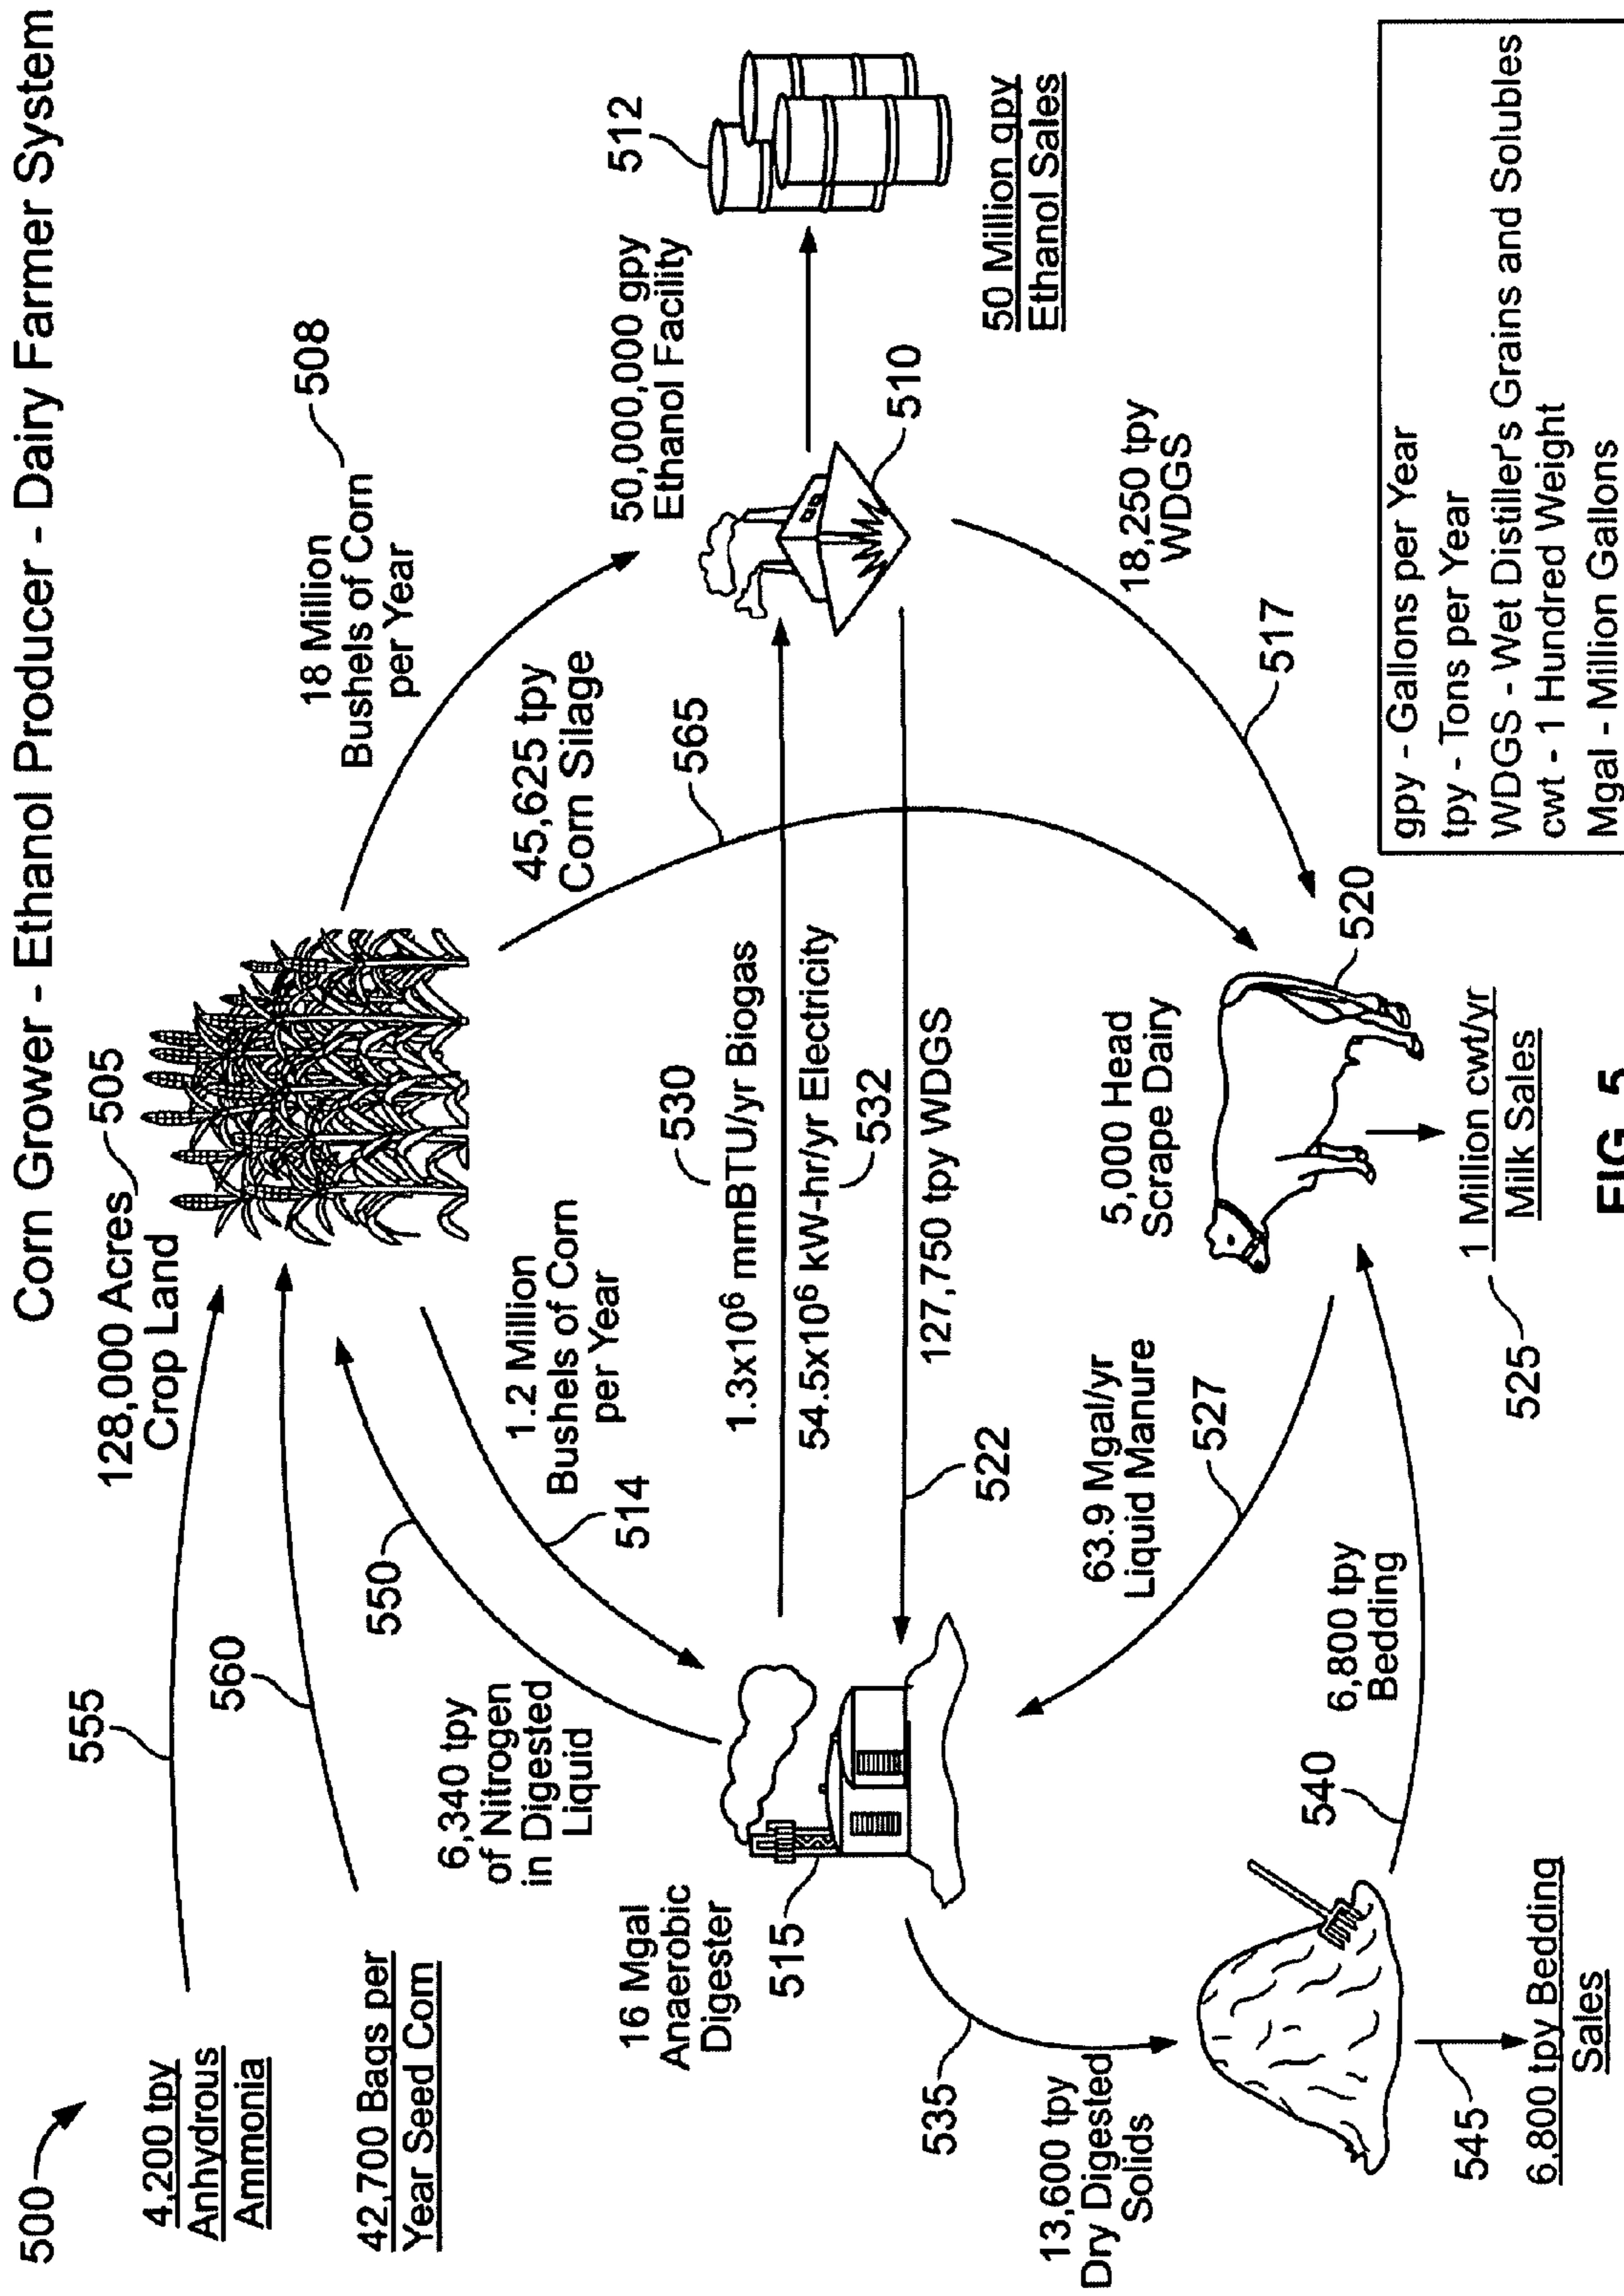 Corn Grower - Ethanol Producer - Dairy Farmer System
500
4,200 tpy
Anhydrous
Ammonia
555
128,000 Acres
Crop Land
505
42,700 Bags per
Year Seed Corn
560
18 Million
Bushels of Corn
per Year
508
6,340 tpy
of Nitrogen
in Digested
Liquid
550
1.2 Million
Bushels of Corn
per Year
514
45,625 tpy
Corn Silage
565
50,000,000 gpy
Ethanol Facility
512
16 Mgal
Anaerobic
Digester
515
1.3x10⁶ mmBTU/yr Biogas
530
54.5x10⁶ kW-hr/yr Electricity
532
127,750 tpy WDGS
522
510
50 Million gpy
Ethanol Sales
18,250 tpy
WDGS
517
535
13,600 tpy
Dry Digested
Solids
63.9 Mgal/yr
Liquid Manure
527
5,000 Head
Scrape Dairy
520
6,800 tpy
Bedding
540
545
6,800 tpy Bedding
Sales
525
1 Million cwt/yr
Milk Sales
gpy - Gallons per Year
tpy - Tons per Year
WDGS - Wet Distiller's Grains and Solubles
cwt - 1 Hundred Weight
Mgal - Million Gallons
FIG. 5